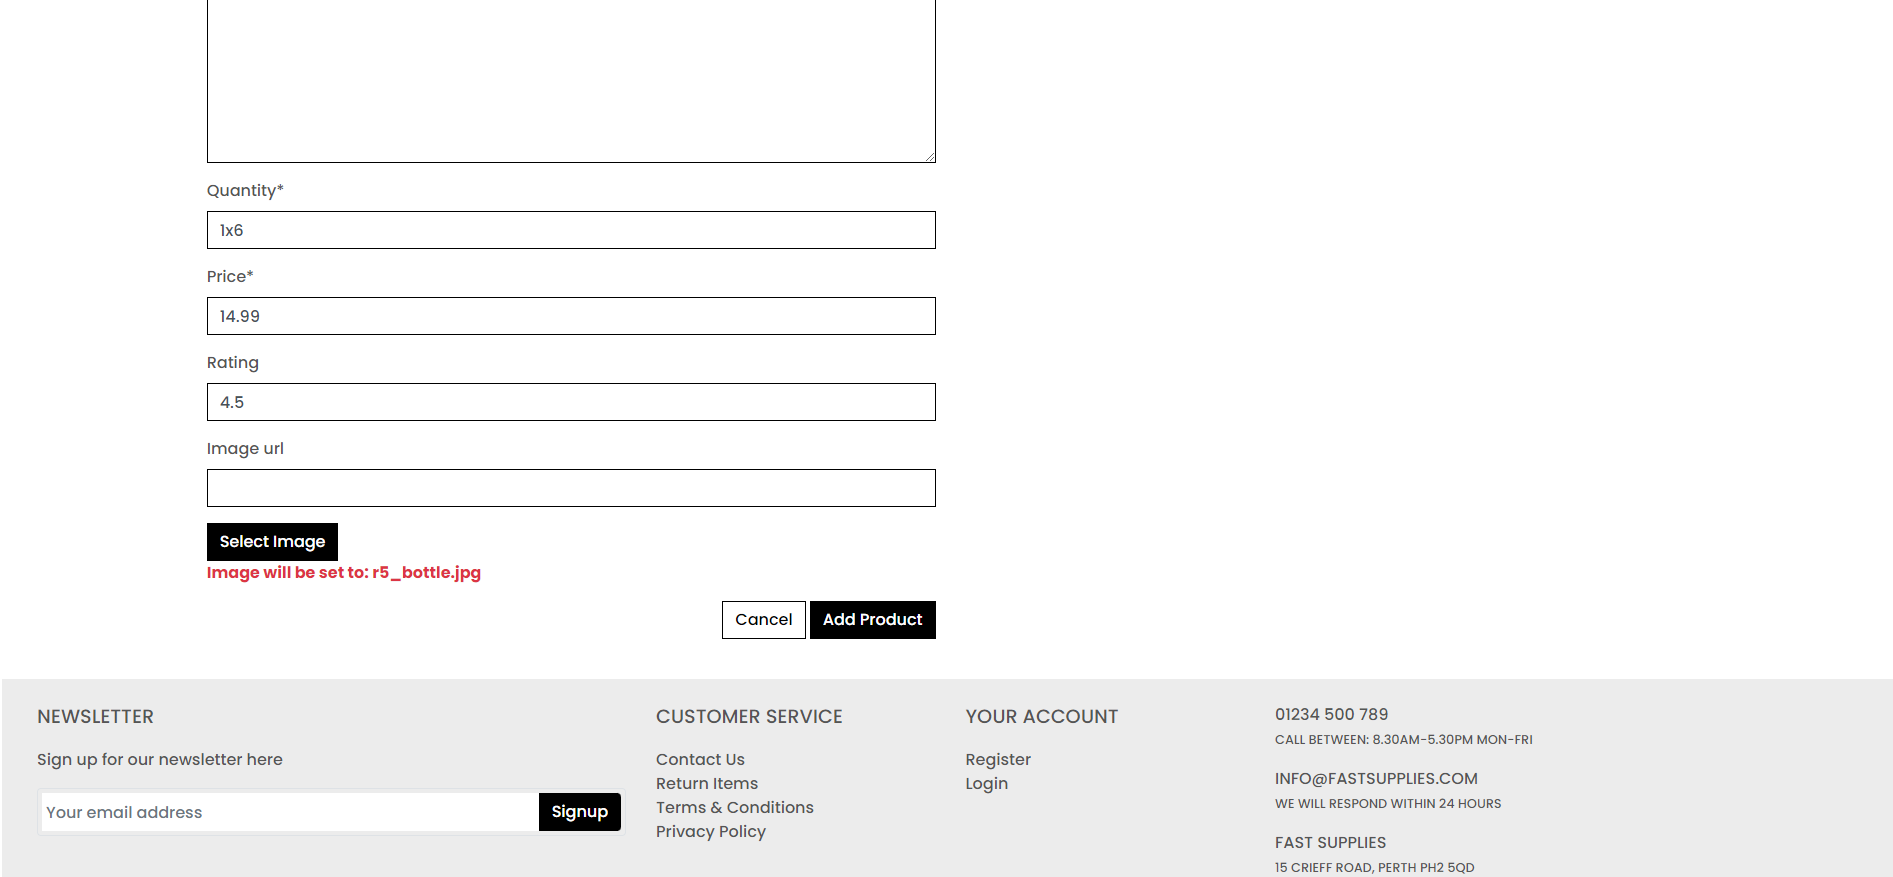 Quantity*
1x6
Price*
14.99
Rating
4.5
Image url
Select Image
Image will be set to: r5_bottle.jpg
Cancel
Add Product
NEWSLETTER
Sign up for our newsletter here
Your email address
Signup
CUSTOMER SERVICE
Contact Us
Return Items
Terms & Conditions
Privacy Policy
YOUR ACCOUNT
Register
Login
01234 500 789
CALL BETWEEN: 8.30AM-5.30PM MON-FRI
INFO@FASTSUPPLIES.COM
WE WILL RESPOND WITHIN 24 HOURS
FAST SUPPLIES
15 CRIEFF ROAD, PERTH PH2 5QD